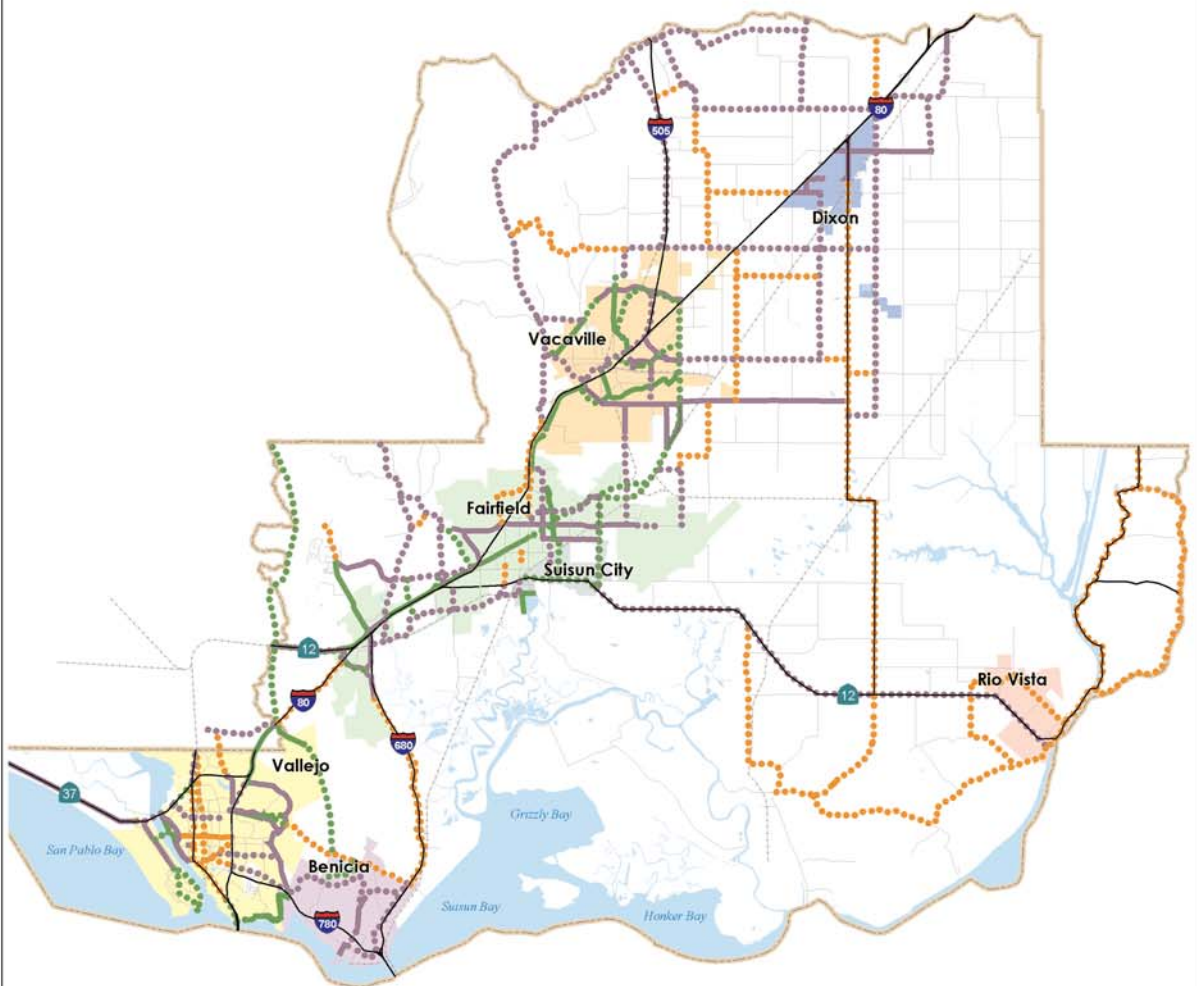 80
505
Dixon
Vacaville
Fairfield
Suisun City
12
Rio Vista
80
12
680
Vallejo
37
Grizzly Bay
San Pablo Bay
Benicia
Suisun Bay
Honker Bay
780